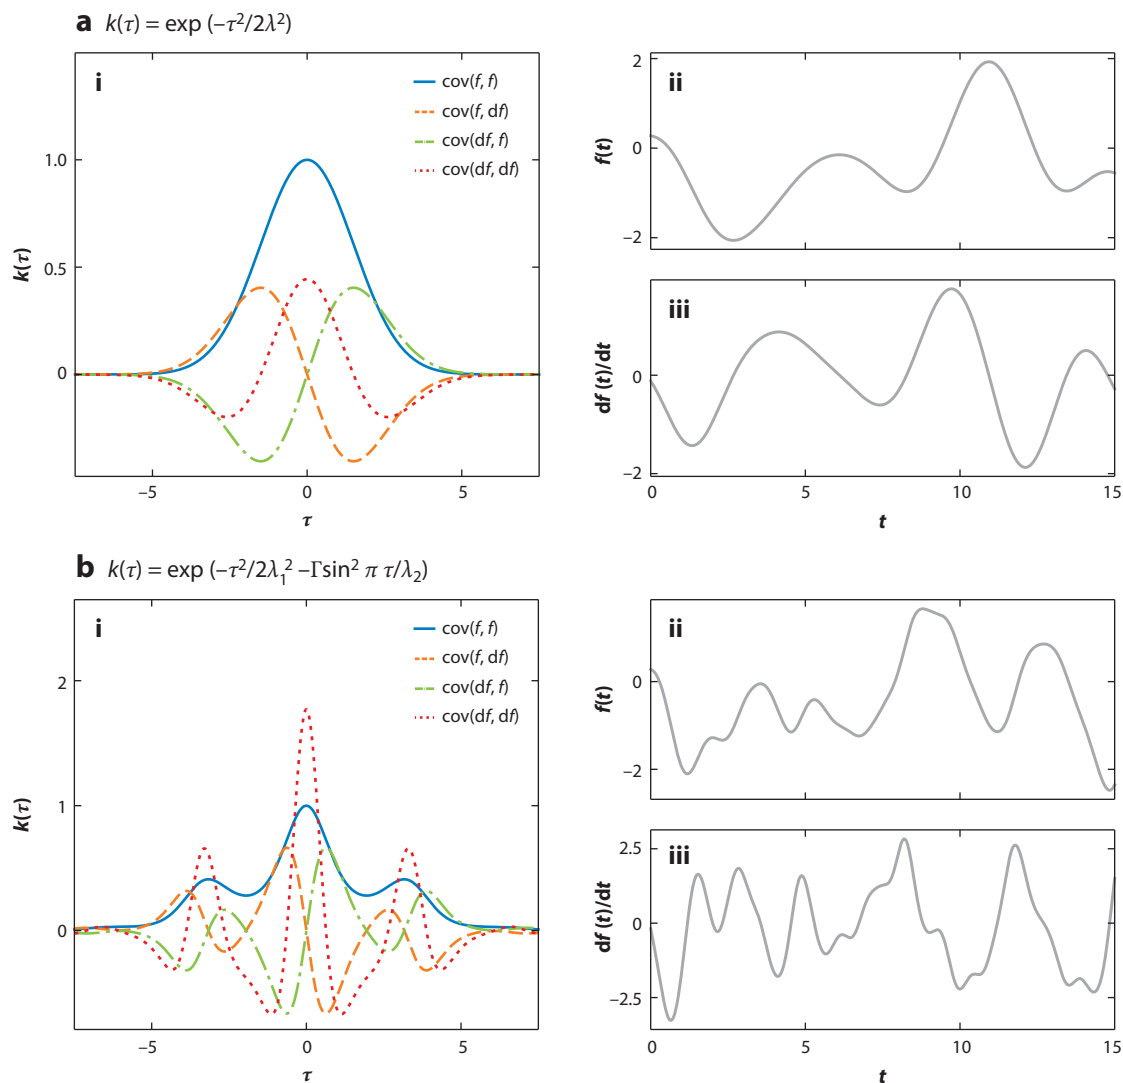 a k(τ) = exp (–τ²/2λ²)
i
cov(f, f)
cov(f, df)
cov(df, f)
cov(df, df)
1.0
0.5
0
k(τ)
–5
0
5
τ
ii
2
0
–2
f(t)
iii
0
–2
df (t)/dt
0
5
10
15
t
b k(τ) = exp (–τ²/2λ₁² –Γsin² π τ/λ₂)
i
cov(f, f)
cov(f, df)
cov(df, f)
cov(df, df)
2
1
0
k(τ)
–5
0
5
τ
ii
0
–2
f(t)
iii
2.5
0
–2.5
df (t)/dt
0
5
10
15
t